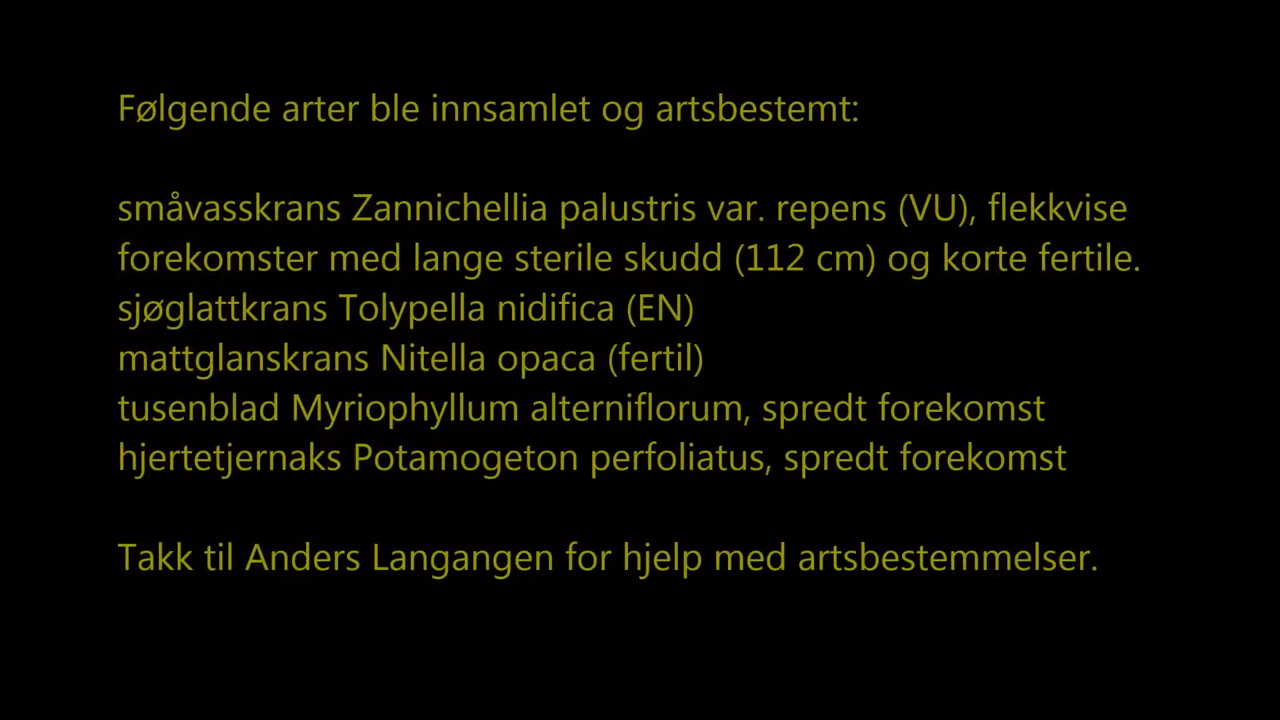 Følgende arter ble innsamlet og artsbestemt:
småvasskrans Zannichellia palustris var. repens (VU), flekkvise
forekomster med lange sterile skudd (112 cm) og korte fertile.
sjøglattkrans Tolypella nidifica (EN)
mattglanskrans Nitella opaca (fertil)
tusenblad Myriophyllum alterniflorum, spredt forekomst
hjertetjernaks Potamogeton perfoliatus, spredt forekomst
Takk til Anders Langangen for hjelp med artsbestemmelser.